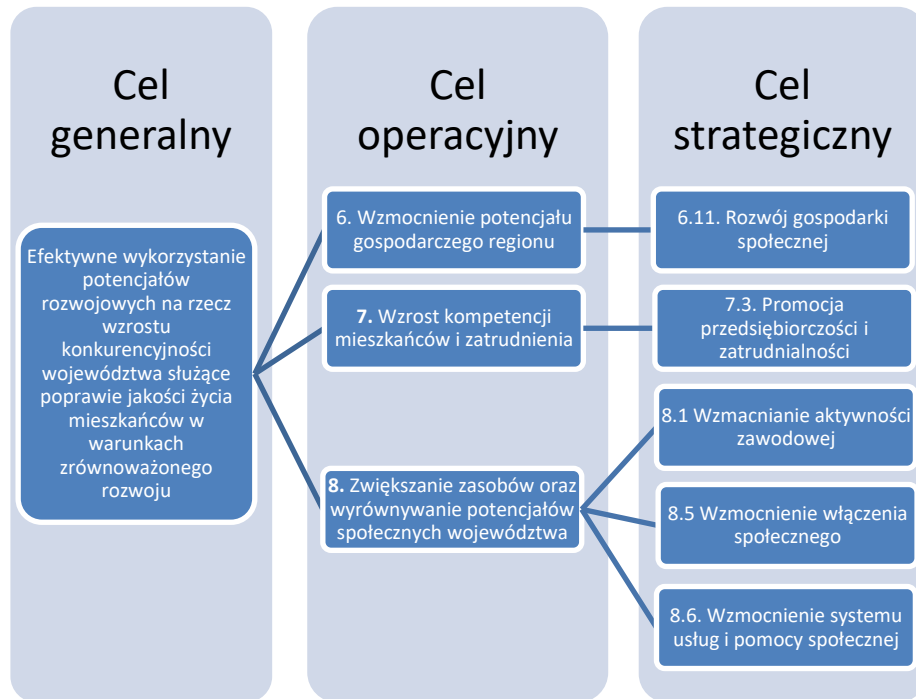 Cel
generalny
Efektywne wykorzystanie
potencjałów
rozwojowych na rzecz
wzrostu
konkurencyjności
województwa służące
poprawie jakości życia
mieszkańców w
warunkach
zrównoważonego
rozwoju
Cel
operacyjny
6. Wzmocnienie potencjału
gospodarczego regionu
7. Wzrost kompetencji
mieszkańców i zatrudnienia
8. Zwiększanie zasobów oraz
wyrównywanie potencjałów
społecznych województwa
Cel
strategiczny
6.11. Rozwój gospodarki
społecznej
7.3. Promocja
przedsiębiorczości i
zatrudnialności
8.1 Wzmacnianie aktywności
zawodowej
8.5 Wzmocnienie włączenia
społecznego
8.6. Wzmocnienie systemu
usług i pomocy społecznej